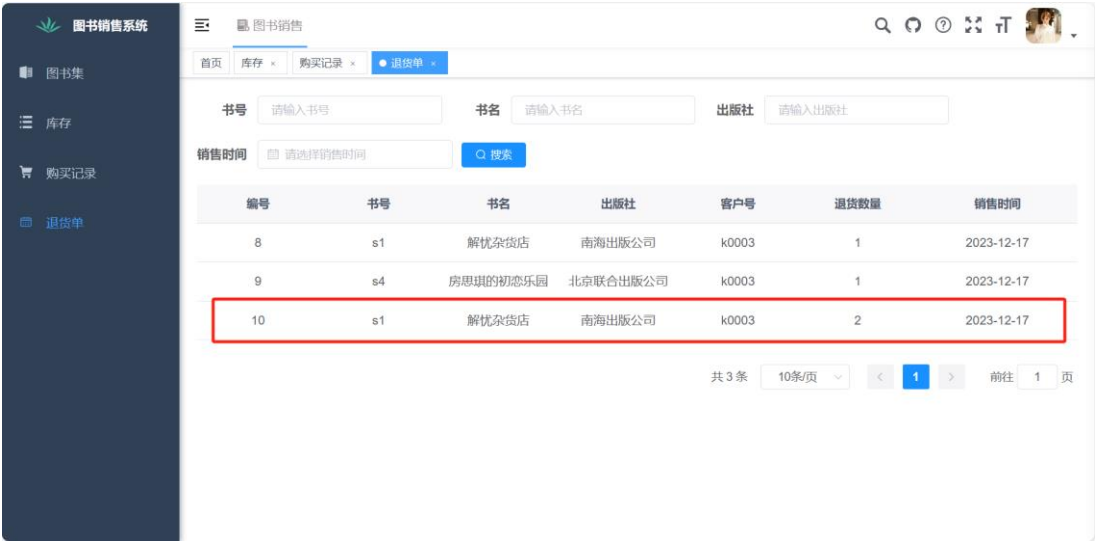 图书销售系统
图书销售
首页 库存 × 购买记录 × 退货单 ×
图书集
库存
购买记录
退货单
书号 请输入书号 书名 请输入书名 出版社 请输入出版社
销售时间 请选择销售时间 搜索
编号 书号 书名 出版社 客户号 退货数量 销售时间
8 s1 解忧杂货店 南海出版公司 k0003 1 2023-12-17
9 s4 房思琪的初恋乐园 北京联合出版公司 k0003 1 2023-12-17
10 s1 解忧杂货店 南海出版公司 k0003 2 2023-12-17
共 3 条 10条/页 < 1 > 前往 1 页